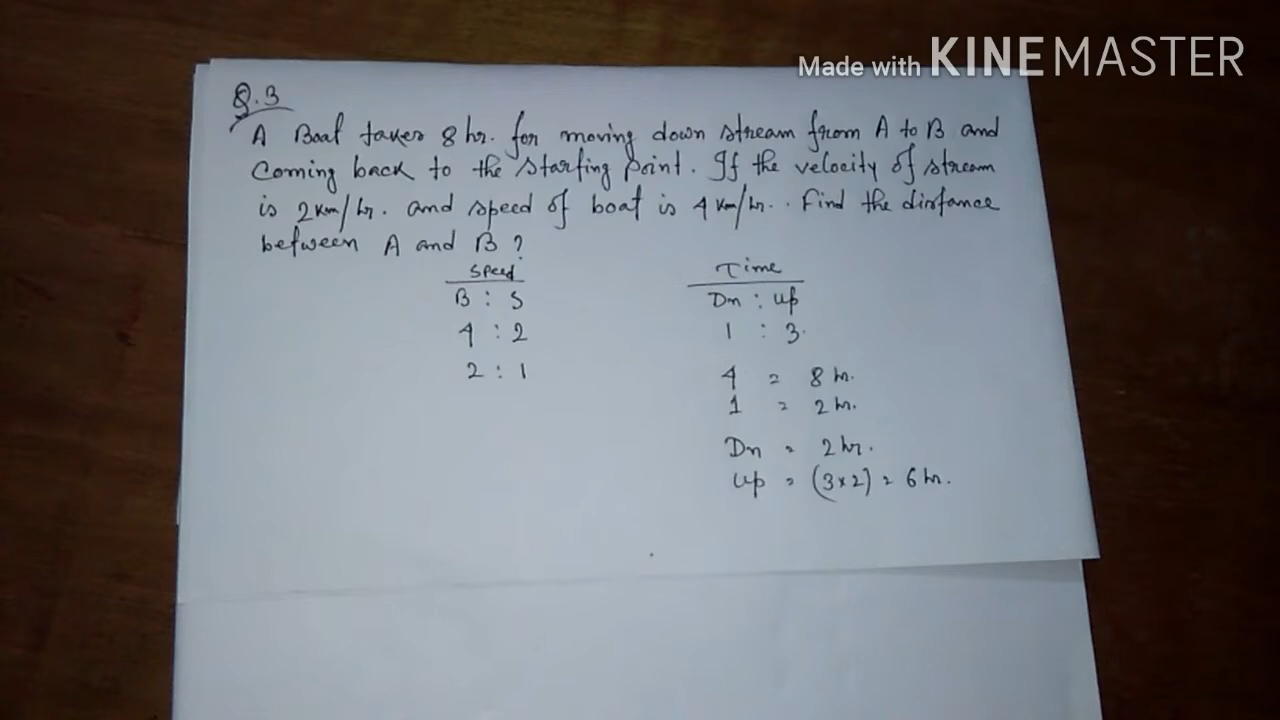 Made with KINEMASTER
Q.3
A Boat takes 8 hr. for moving down stream from A to B and
Coming back to the starting point. If the velocity of stream
is 2 km/hr. and speed of boat is 4 km/hr.. Find the distance
between A and B?
Speed
B : S
4 : 2
2 : 1
Time
Dn : up
1 : 3.
4 = 8 hr.
1 = 2 hr.
Dn = 2 hr.
up = (3x2) = 6 hr.